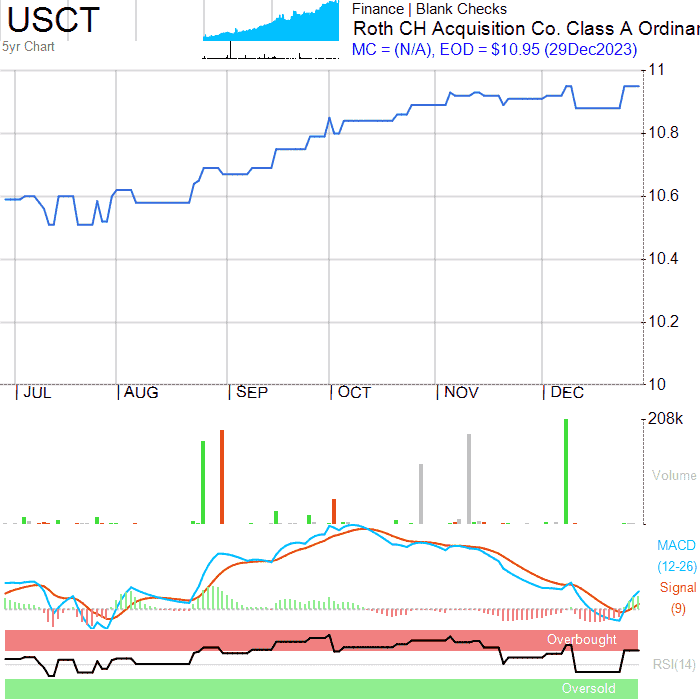 USCT
5yr Chart
Finance | Blank Checks
Roth CH Acquisition Co. Class A Ordinar
MC = (N/A), EOD = $10.95 (29Dec2023)
11
10.8
10.6
10.4
10.2
10
JUL AUG SEP OCT NOV DEC
208k
Volume
MACD
(12-26)
Signal
(9)
Overbought
RSI(14)
Oversold